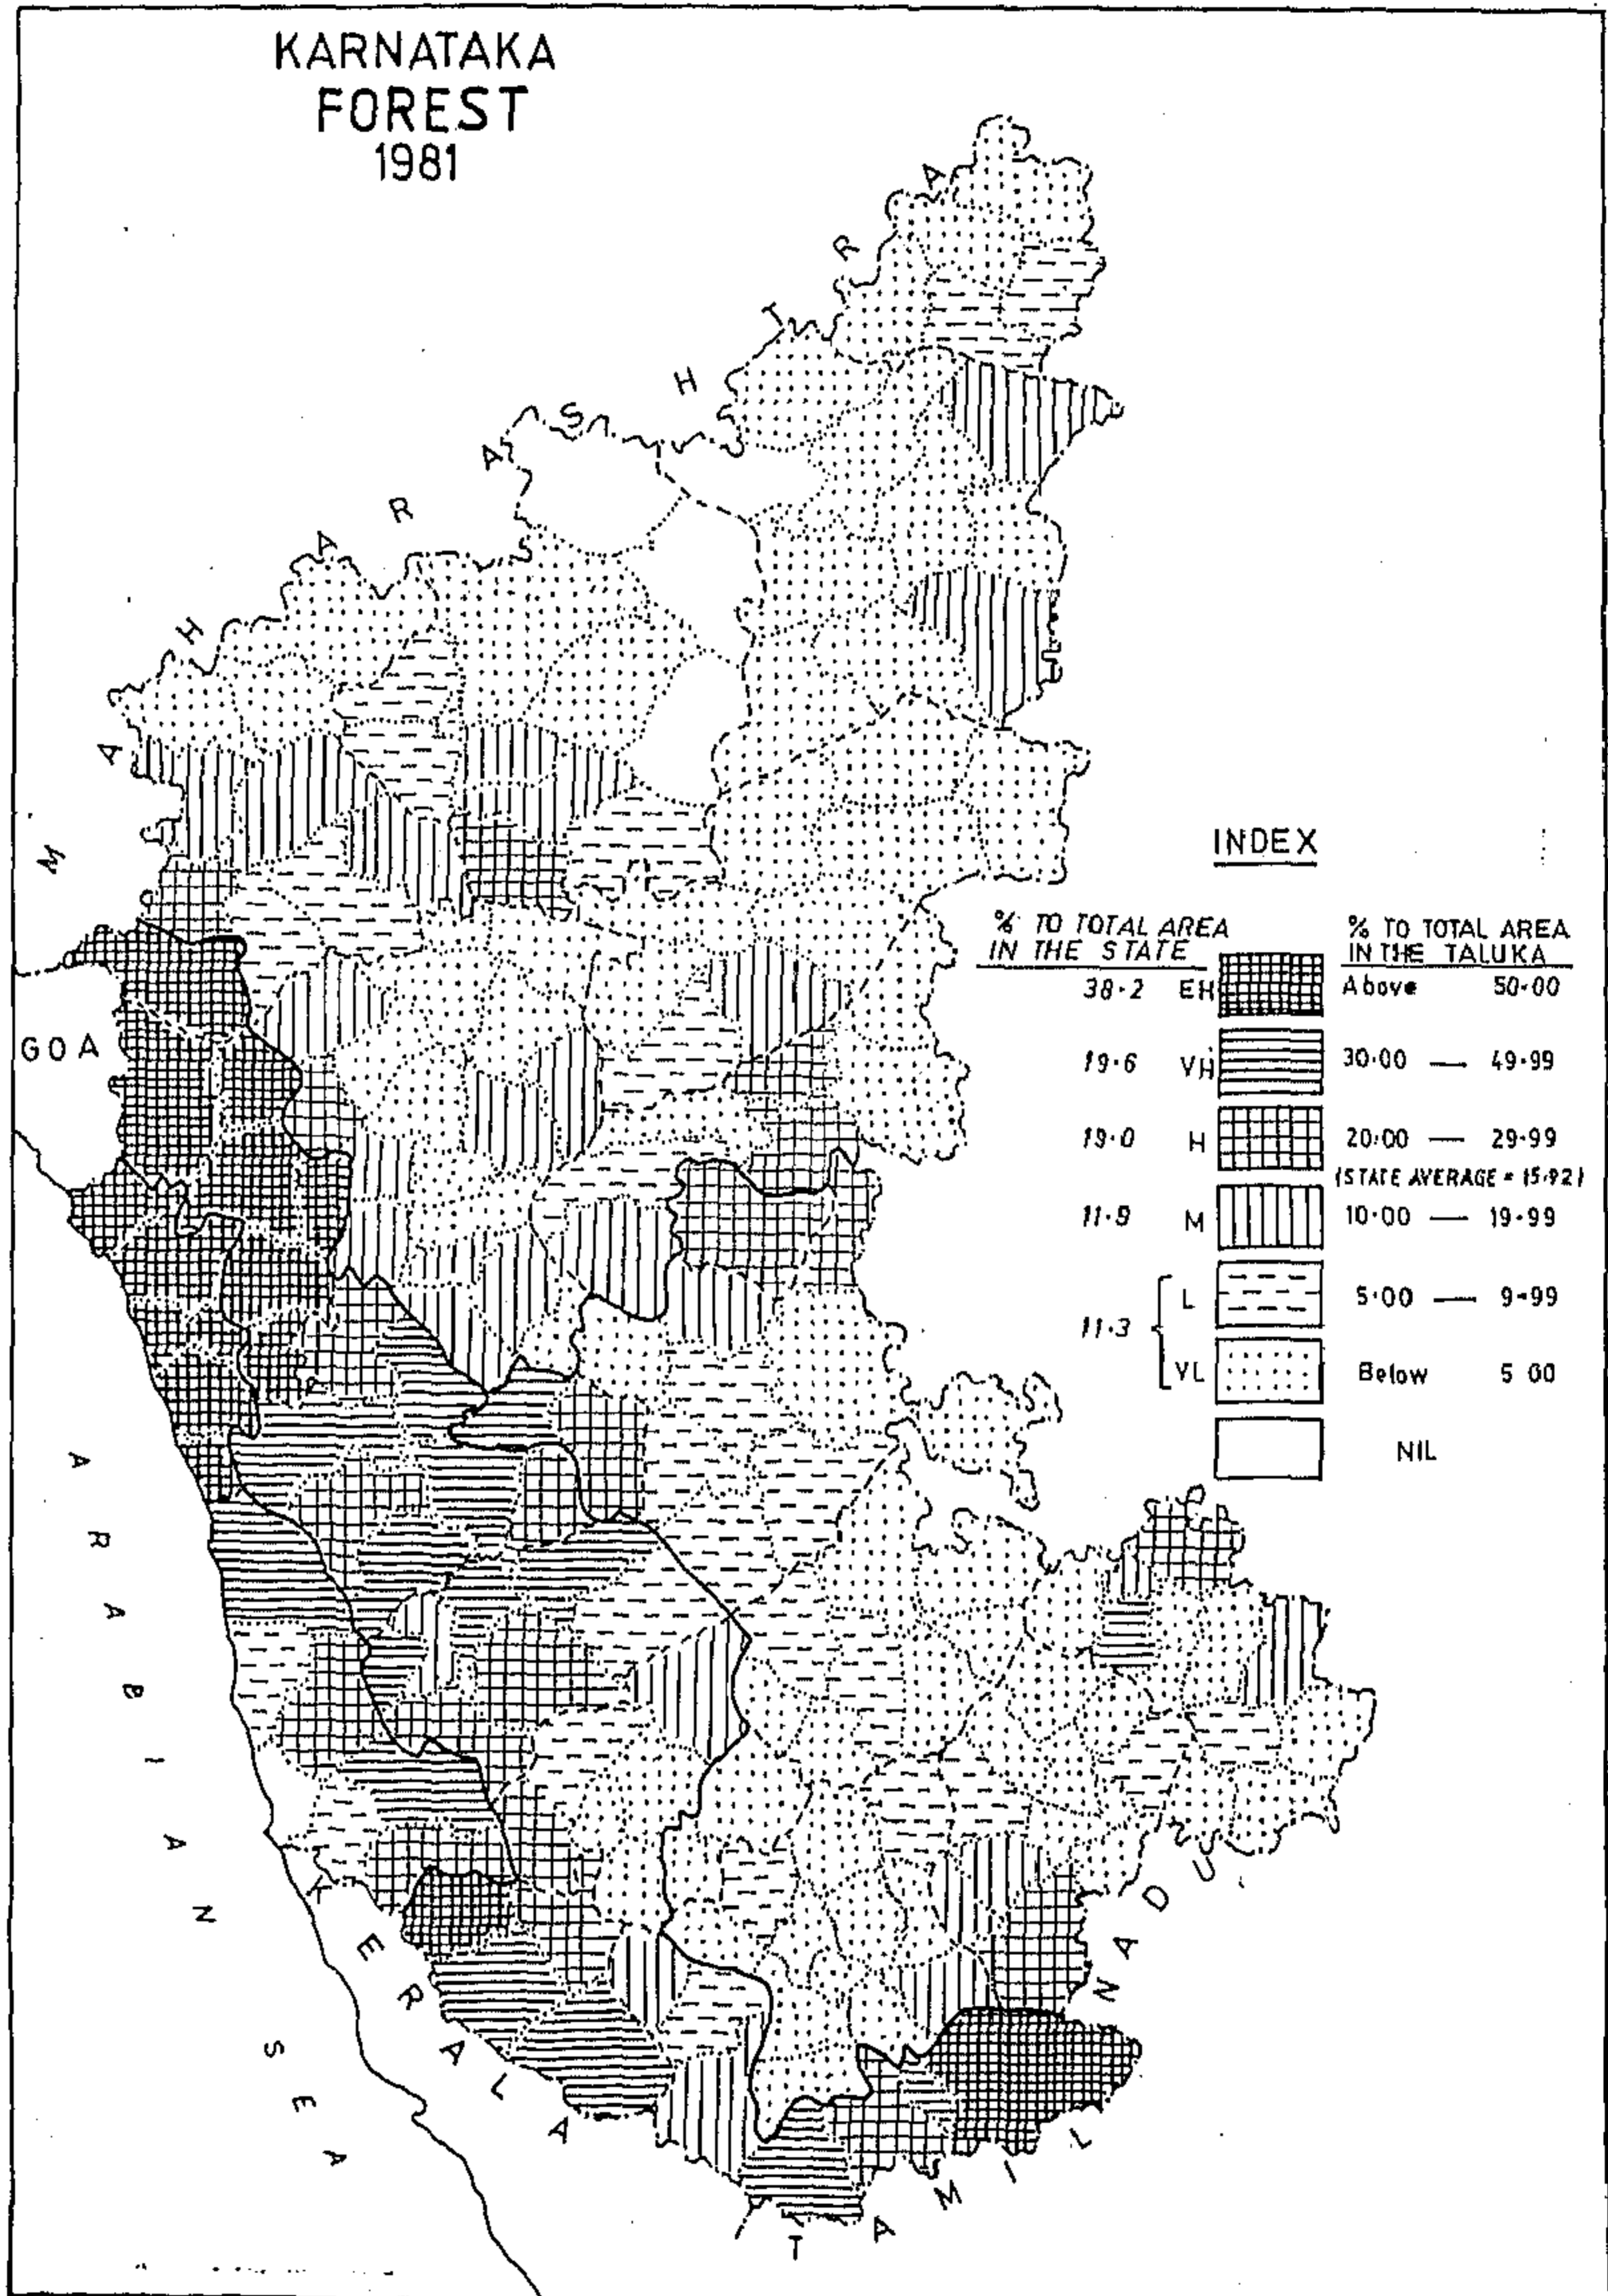 KARNATAKA
FOREST
1981
MAHARASHTRA
GOA
ARABIAN SEA
KERALA
TAMIL NADU
INDEX
% TO TOTAL AREA
IN THE STATE
% TO TOTAL AREA
IN THE TALUKA
38.2 EH Above 50.00
19.6 VH 30.00 — 49.99
19.0 H 20.00 — 29.99
(STATE AVERAGE = 15.92)
11.9 M 10.00 — 19.99
11.3
L 5.00 — 9.99
VL Below 5 00
NIL